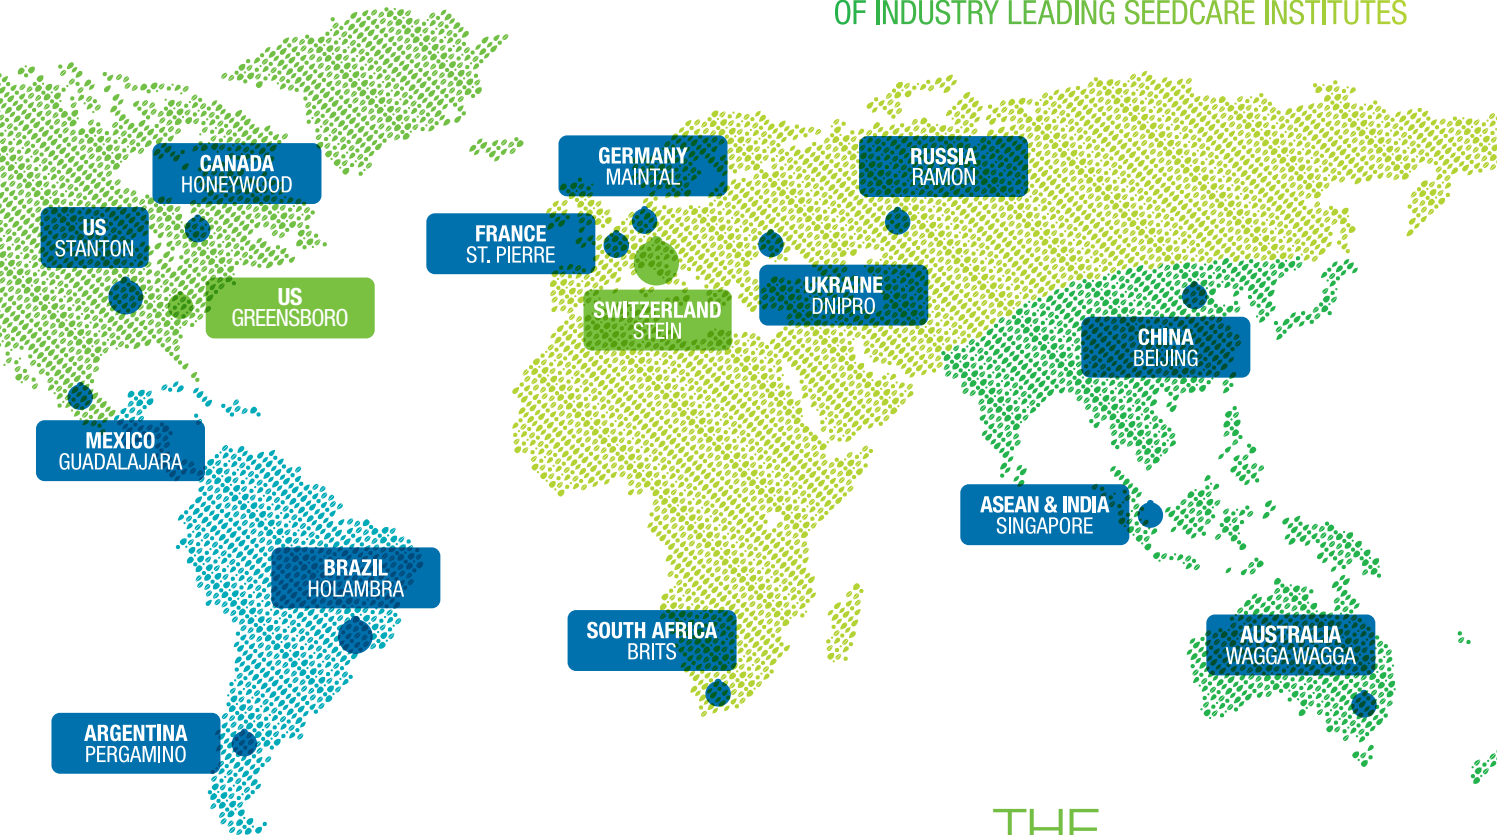 OF INDUSTRY LEADING SEEDCARE INSTITUTES
CANADA
HONEYWOOD
US
STANTON
US
GREENSBORO
MEXICO
GUADALAJARA
BRAZIL
HOLAMBRA
ARGENTINA
PERGAMINO
GERMANY
MAINTAL
FRANCE
ST. PIERRE
SWITZERLAND
STEIN
RUSSIA
RAMON
UKRAINE
DNIPRO
CHINA
BEIJING
ASEAN & INDIA
SINGAPORE
SOUTH AFRICA
BRITS
AUSTRALIA
WAGGA WAGGA
THE